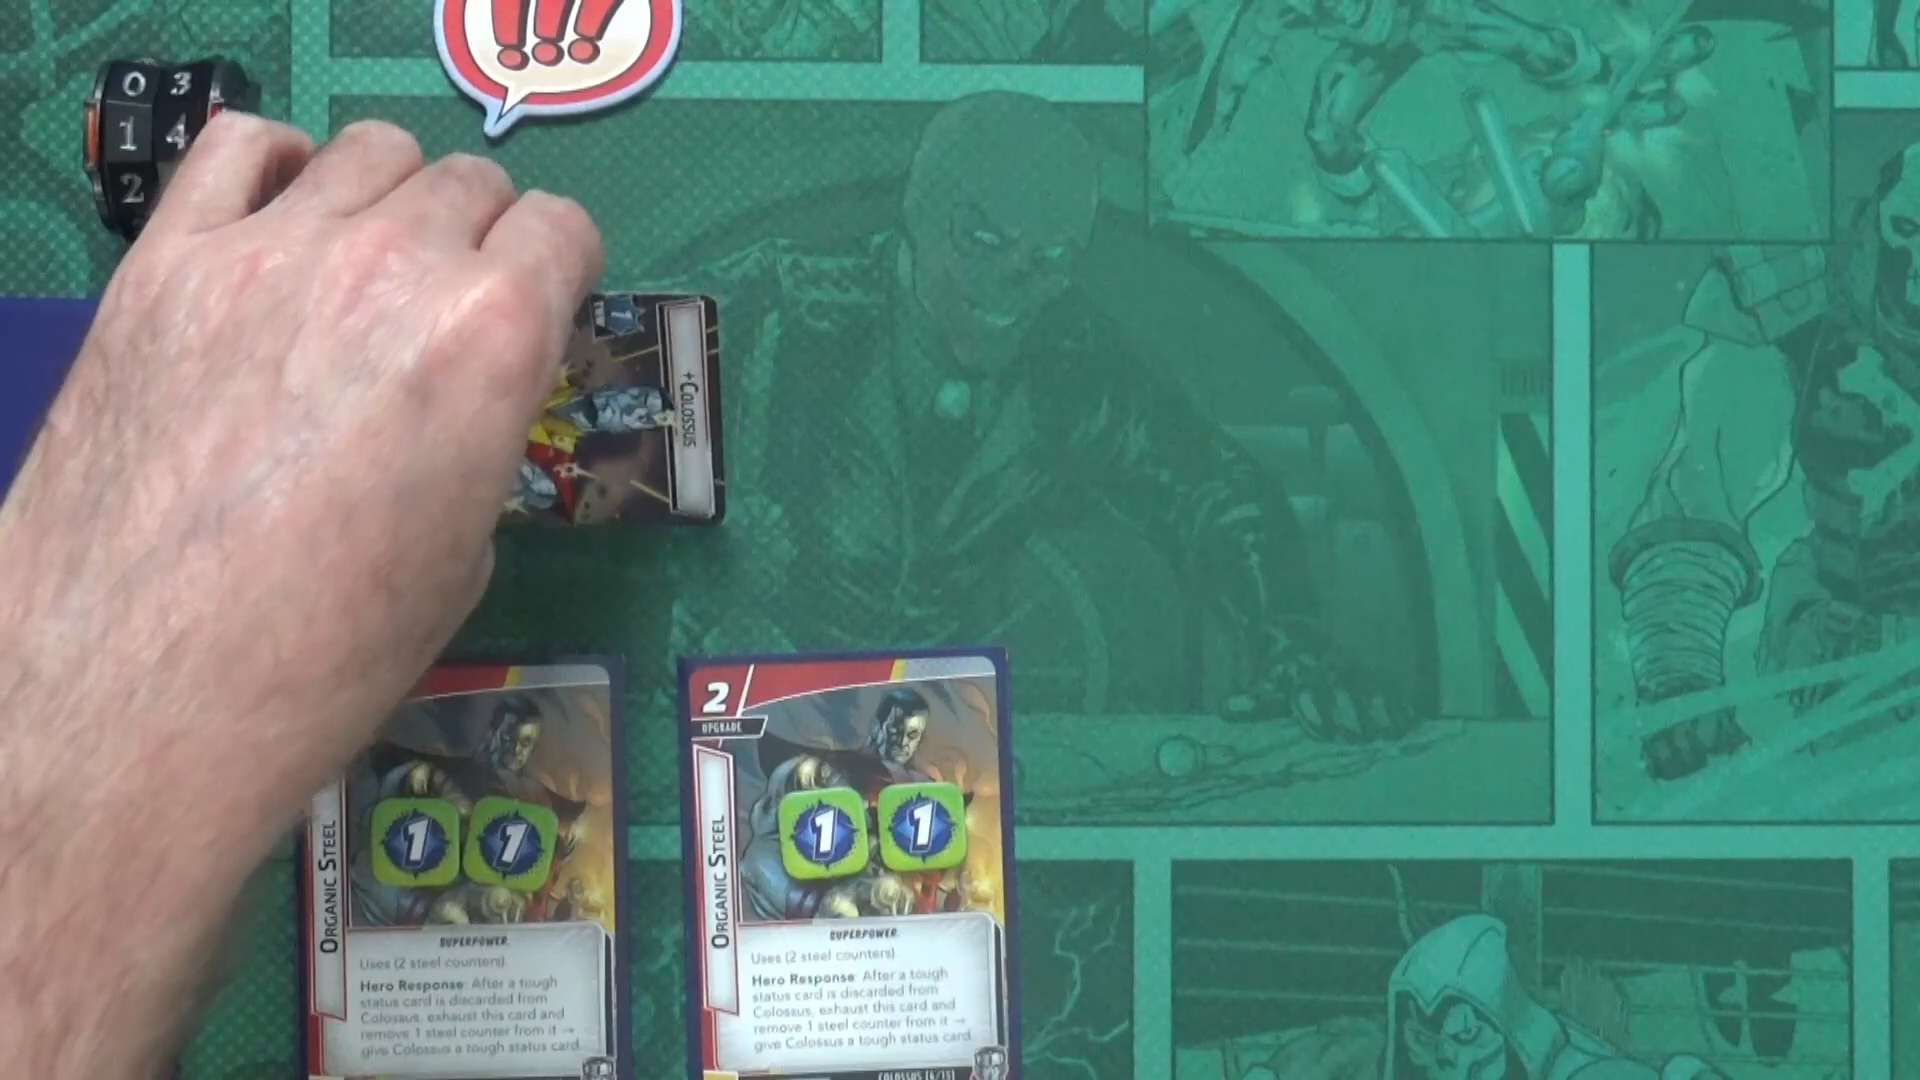 !!!
0 3
1 4
2
COLOSSUS
ORGANIC STEEL
1 1
SUPERPOWER.
Uses (2 steel counters).
Hero Response: After a tough
status card is discarded from
Colossus, exhaust this card and
remove 1 steel counter from it →
give Colossus a tough status card.
2
UPGRADE
ORGANIC STEEL
1 1
SUPERPOWER.
Uses (2 steel counters).
Hero Response: After a tough
status card is discarded from
Colossus, exhaust this card and
remove 1 steel counter from it →
give Colossus a tough status card.
COLOSSUS (6/15)